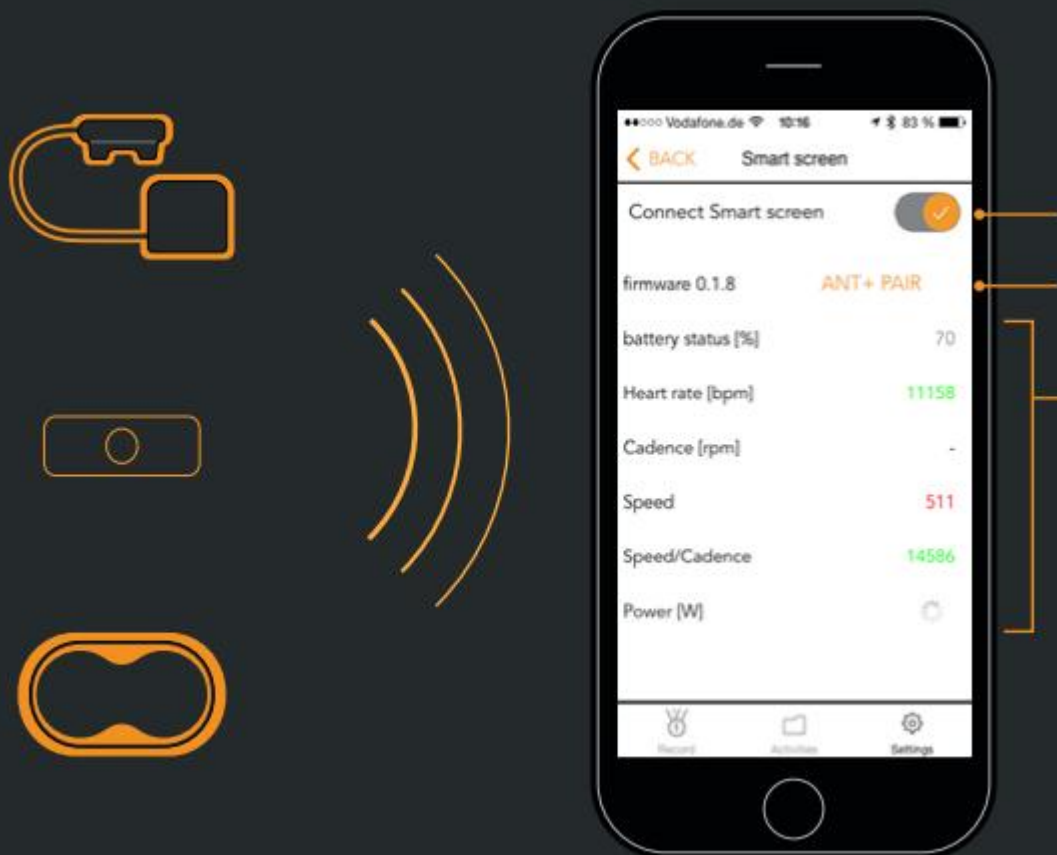 Vodafone.de 10:16 83 %
BACK Smart screen
Connect Smart screen
firmware 0.1.8 ANT+ PAIR
battery status [%] 70
Heart rate [bpm] 11158
Cadence [rpm] -
Speed 511
Speed/Cadence 14586
Power [W]
Record Activities Settings